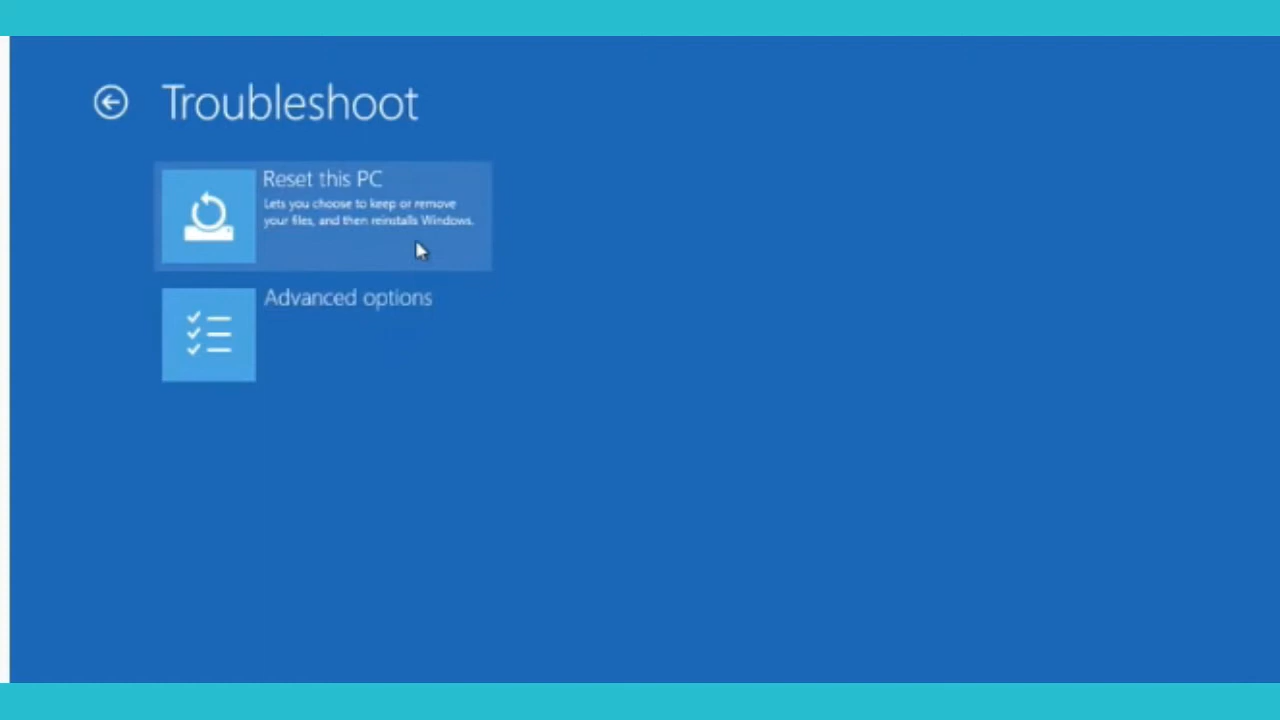 Troubleshoot
Reset this PC
Lets you choose to keep or remove
your files, and then reinstalls Windows.
Advanced options